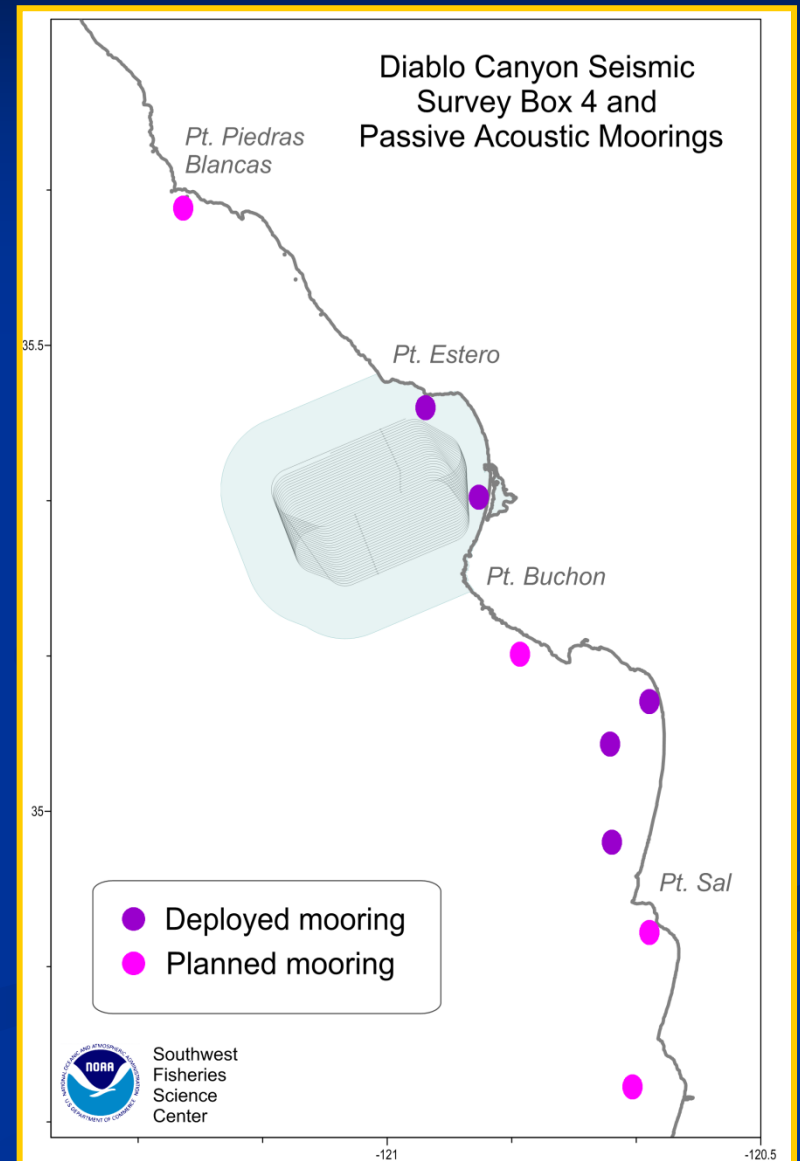 Diablo Canyon Seismic
Survey Box 4 and
Passive Acoustic Moorings
Pt. Piedras
Blancas
35.5
Pt. Estero
Pt. Buchon
35
Pt. Sal
Deployed mooring
Planned mooring
NATIONAL OCEANIC AND ATMOSPHERIC ADMINISTRATION
NOAA
U.S. DEPARTMENT OF COMMERCE
Southwest
Fisheries
Science
Center
-121
-120.5